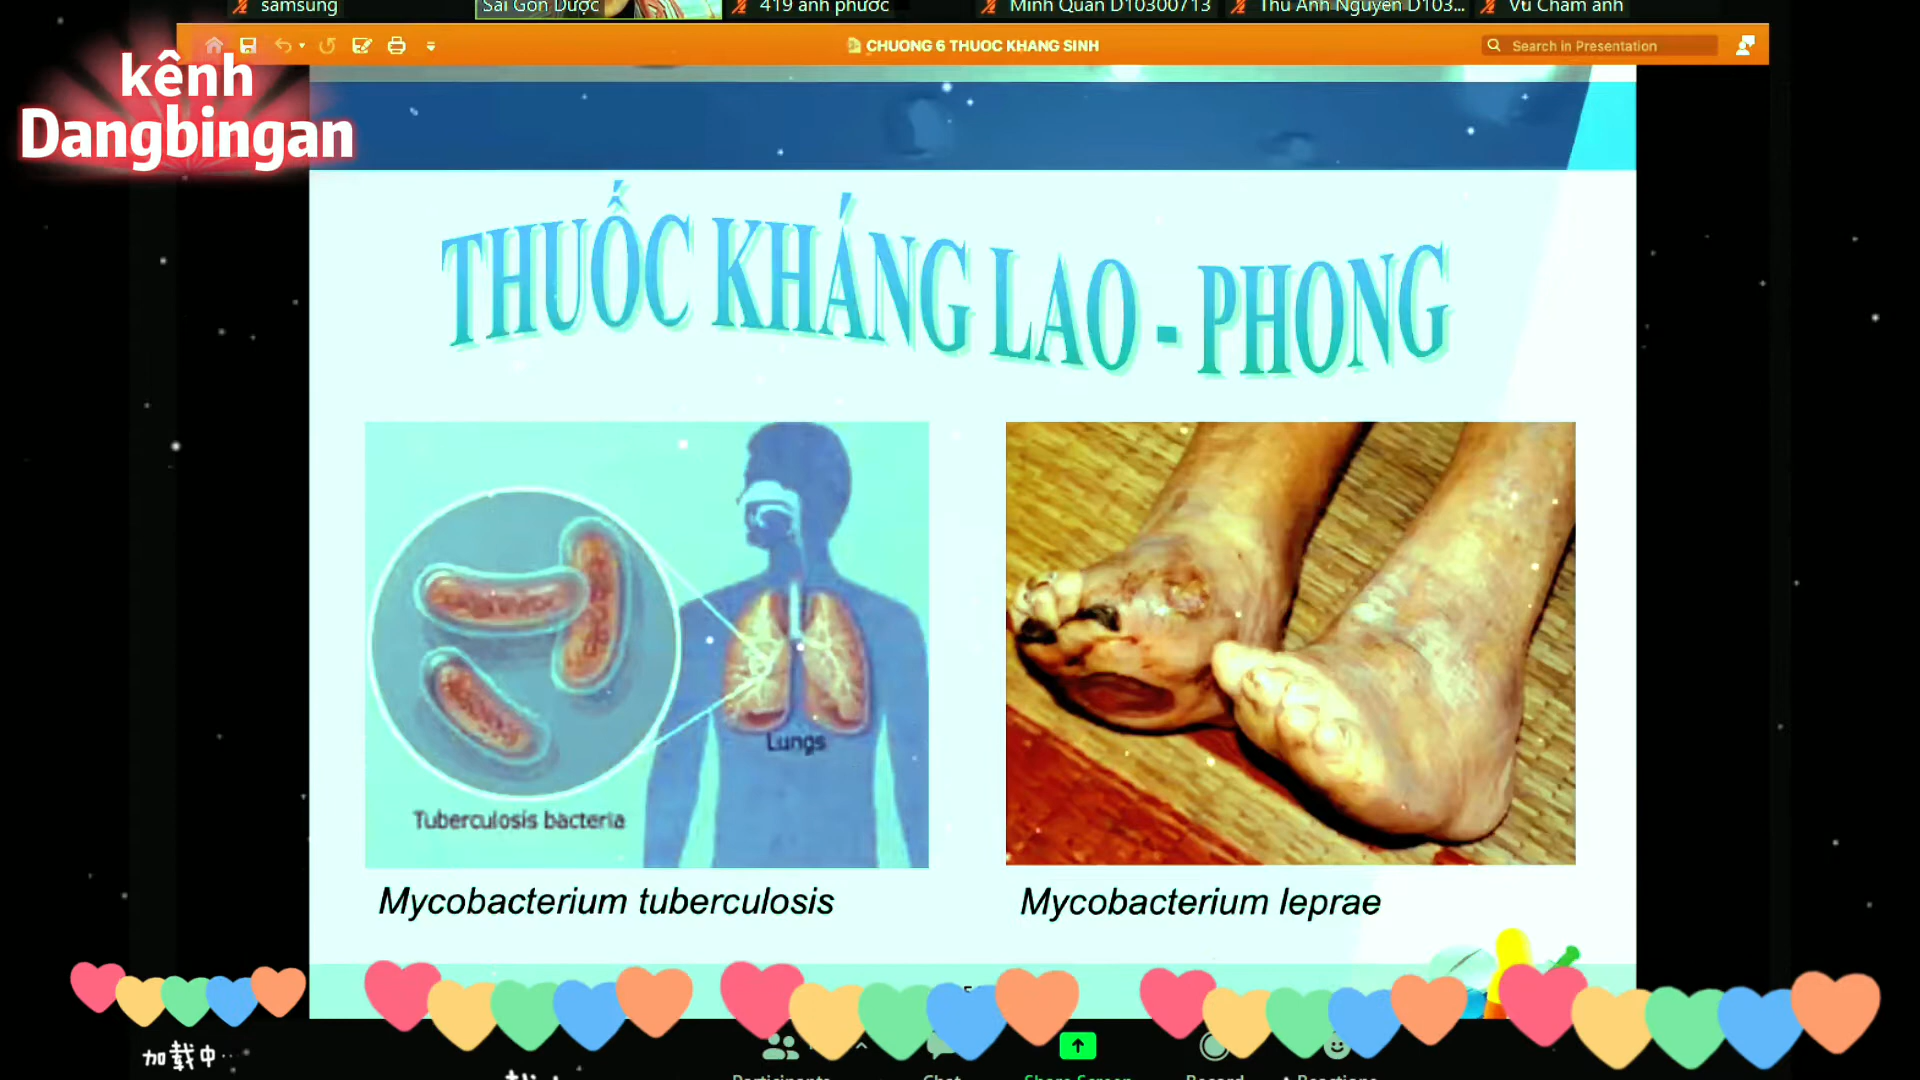 samsung
Sài Gòn Dược
419 anh phước
Minh Quân D10300713
Thu Anh Nguyen D103...
Vu Cham anh
CHUONG 6 THUOC KHANG SINH
Search in Presentation
kênh
Dangbingan
THUỐC KHÁNG LAO - PHONG
Lungs
Tuberculosis bacteria
Mycobacterium tuberculosis
Mycobacterium leprae
加载中...
Participants
Chat
Share Screen
Record
Reactions